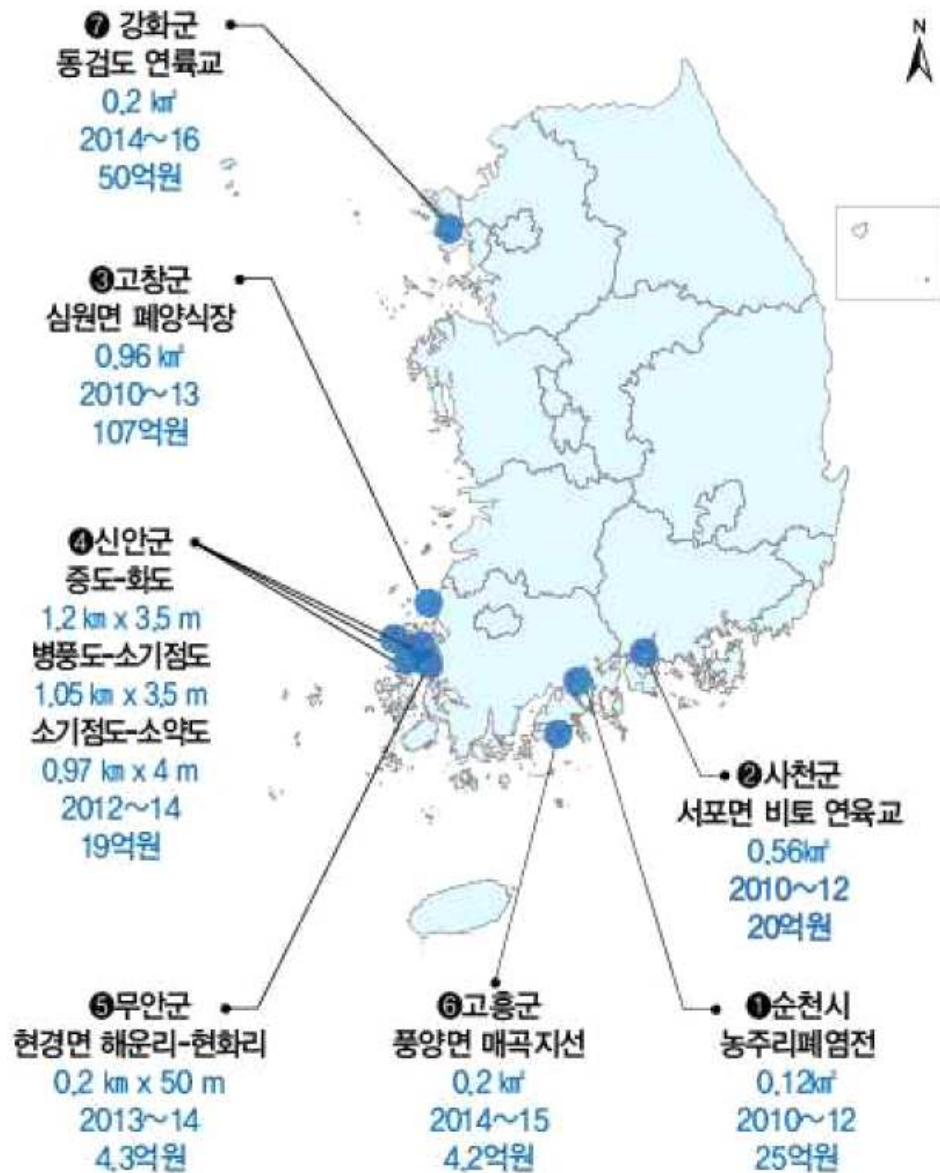 N
❼ 강화군
동검도 연륙교
0.2 ㎢
2014~16
50억원
❸고창군
심원면 폐양식장
0.96 ㎢
2010~13
107억원
❹신안군
증도-화도
1.2 ㎞ x 3.5 m
병풍도-소기점도
1.05 ㎞ x 3.5 m
소기점도-소악도
0.97 ㎞ x 4 m
2012~14
19억원
❷사천군
서포면 비토 연육교
0.56㎢
2010~12
20억원
❺무안군
현경면 해운리-현화리
0.2 ㎞ x 50 m
2013~14
4.3억원
❻고흥군
풍양면 매곡지선
0.2 ㎢
2014~15
4.2억원
❶순천시
농주리폐염전
0.12㎢
2010~12
25억원